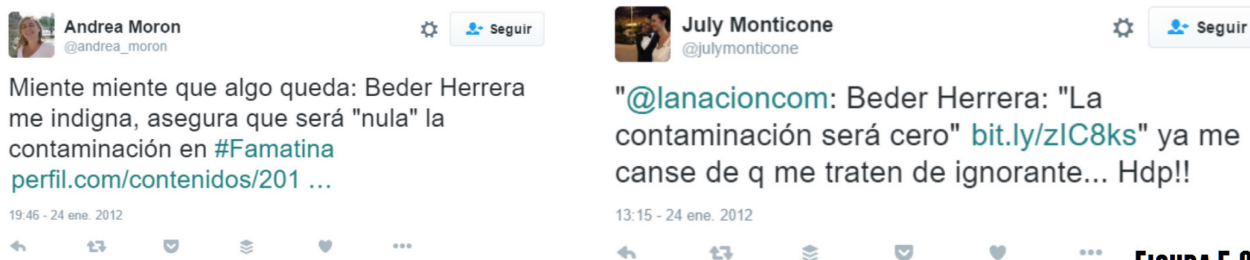 Andrea Moron
@andrea_moron
Seguir
Miente miente que algo queda: Beder Herrera
me indigna, asegura que será "nula" la
contaminación en #Famatina
perfil.com/contenidos/201 ...
19:46 - 24 ene. 2012
July Monticone
@julymonticone
Seguir
"@lanacioncom: Beder Herrera: "La
contaminación será cero" bit.ly/zIC8ks" ya me
canse de q me traten de ignorante... Hdp!!
13:15 - 24 ene. 2012